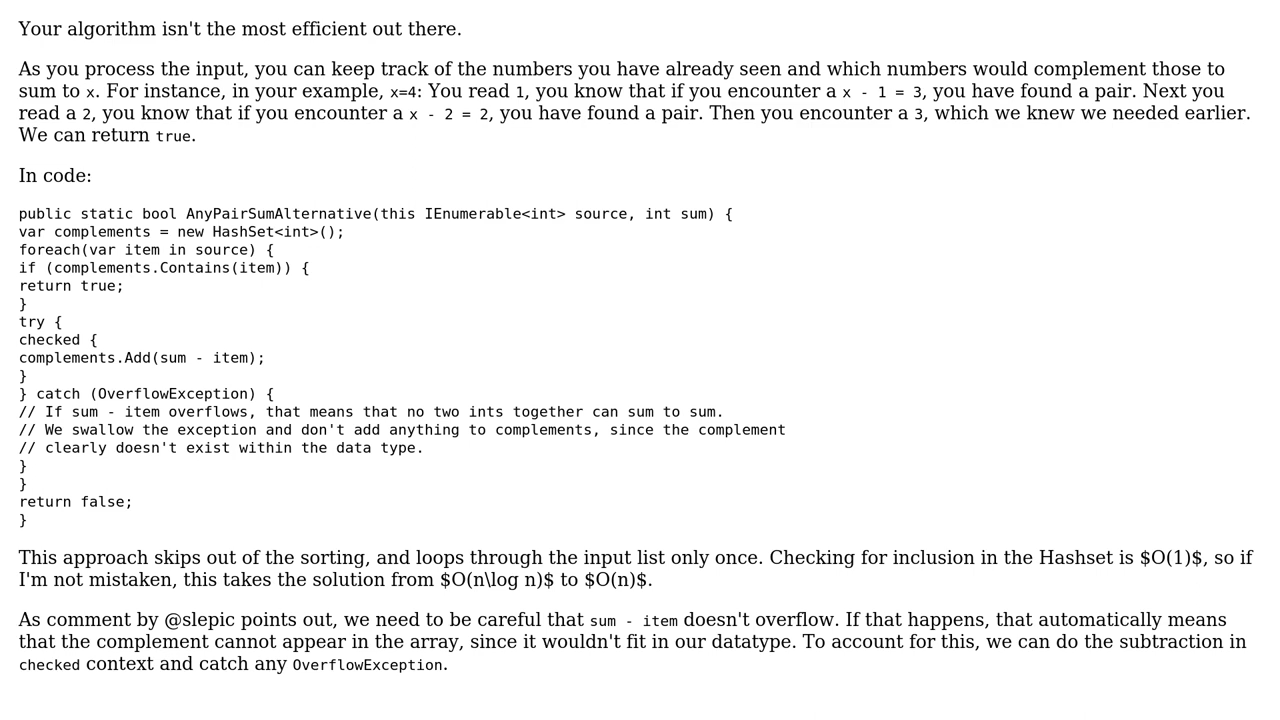 Your algorithm isn't the most efficient out there.
As you process the input, you can keep track of the numbers you have already seen and which numbers would complement those to
sum to x. For instance, in your example, x=4: You read 1, you know that if you encounter a x - 1 = 3, you have found a pair. Next you
read a 2, you know that if you encounter a x - 2 = 2, you have found a pair. Then you encounter a 3, which we knew we needed earlier.
We can return true.
In code:
public static bool AnyPairSumAlternative(this IEnumerable<int> source, int sum) {
var complements = new HashSet<int>();
foreach(var item in source) {
if (complements.Contains(item)) {
return true;
}
try {
checked {
complements.Add(sum - item);
}
} catch (OverflowException) {
// If sum - item overflows, that means that no two ints together can sum to sum.
// We swallow the exception and don't add anything to complements, since the complement
// clearly doesn't exist within the data type.
}
}
return false;
}
This approach skips out of the sorting, and loops through the input list only once. Checking for inclusion in the Hashset is $O(1)$, so if
I'm not mistaken, this takes the solution from $O(n\log n)$ to $O(n)$.
As comment by @slepic points out, we need to be careful that sum - item doesn't overflow. If that happens, that automatically means
that the complement cannot appear in the array, since it wouldn't fit in our datatype. To account for this, we can do the subtraction in
checked context and catch any OverflowException.